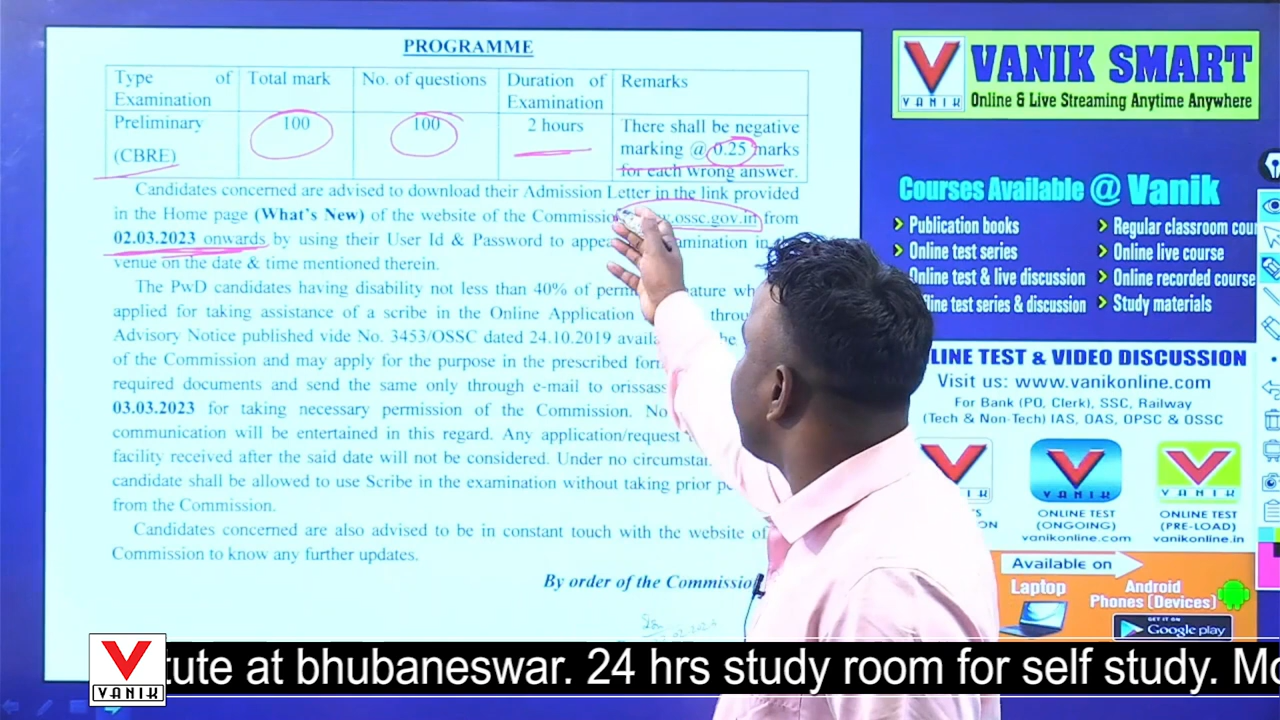 PROGRAMME
Type of Examination
Total mark
No. of questions
Duration of Examination
Remarks
Preliminary (CBRE)
100
100
2 hours
There shall be negative marking @ 0.25 marks for each wrong answer.
Candidates concerned are advised to download their Admission Letter in the link provided
in the Home page (What's New) of the website of the Commission .ossc.gov.in from
02.03.2023 onwards by using their User Id & Password to appear examination in
venue on the date & time mentioned therein.
The PwD candidates having disability not less than 40% of
applied for taking assistance of a scribe in the Online Application
Advisory Notice published vide No. 3453/OSSC dated 24.10.2019
of the Commission and may apply for the purpose in the prescribed
required documents and send the same only through e-mail to
03.03.2023 for taking necessary permission of the Commission. No
communication will be entertained in this regard. Any application/request
facility received after the said date will not be considered. Under no
candidate shall be allowed to use Scribe in the examination without taking prior
from the Commission.
Candidates concerned are also advised to be in constant touch with the website of
Commission to know any further updates.
By order of the Commission
VANIK
VANIK SMART
Online & Live Streaming Anytime Anywhere
Courses Available @ Vanik
Publication books
Online test series
Online test & live discussion
Online test series & discussion
Regular classroom cour
Online live course
Online recorded course
Study materials
LINE TEST & VIDEO DISCUSSION
Visit us: www.vanikonline.com
For Bank (PO, Clerk), SSC, Railway
(Tech & Non-Tech) IAS, OAS, OPSC & OSSC
VANIK
VANIK
ONLINE TEST
(ONGOING)
vanikonline.com
ONLINE TEST
(PRE-LOAD)
vanikonline.in
Available on
Laptop
Android
Phones (Devices)
GET IT ON
Google play
VANIK
tute at bhubaneswar. 24 hrs study room for self study. Mo